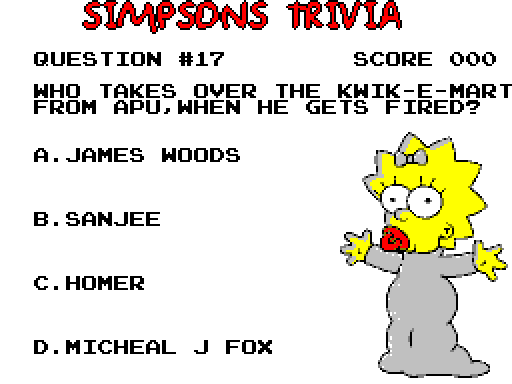 SIMPSONS TRIVIA
QUESTION #17 SCORE 000
WHO TAKES OVER THE KWIK-E-MART
FROM APU,WHEN HE GETS FIRED?
A.JAMES WOODS
B.SANJEE
C.HOMER
D.MICHEAL J FOX